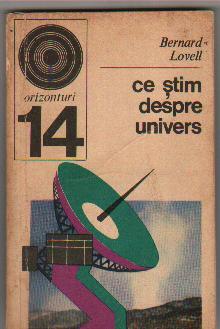 Bernard
Lovell
orizonturi
14
ce știm
despre
univers